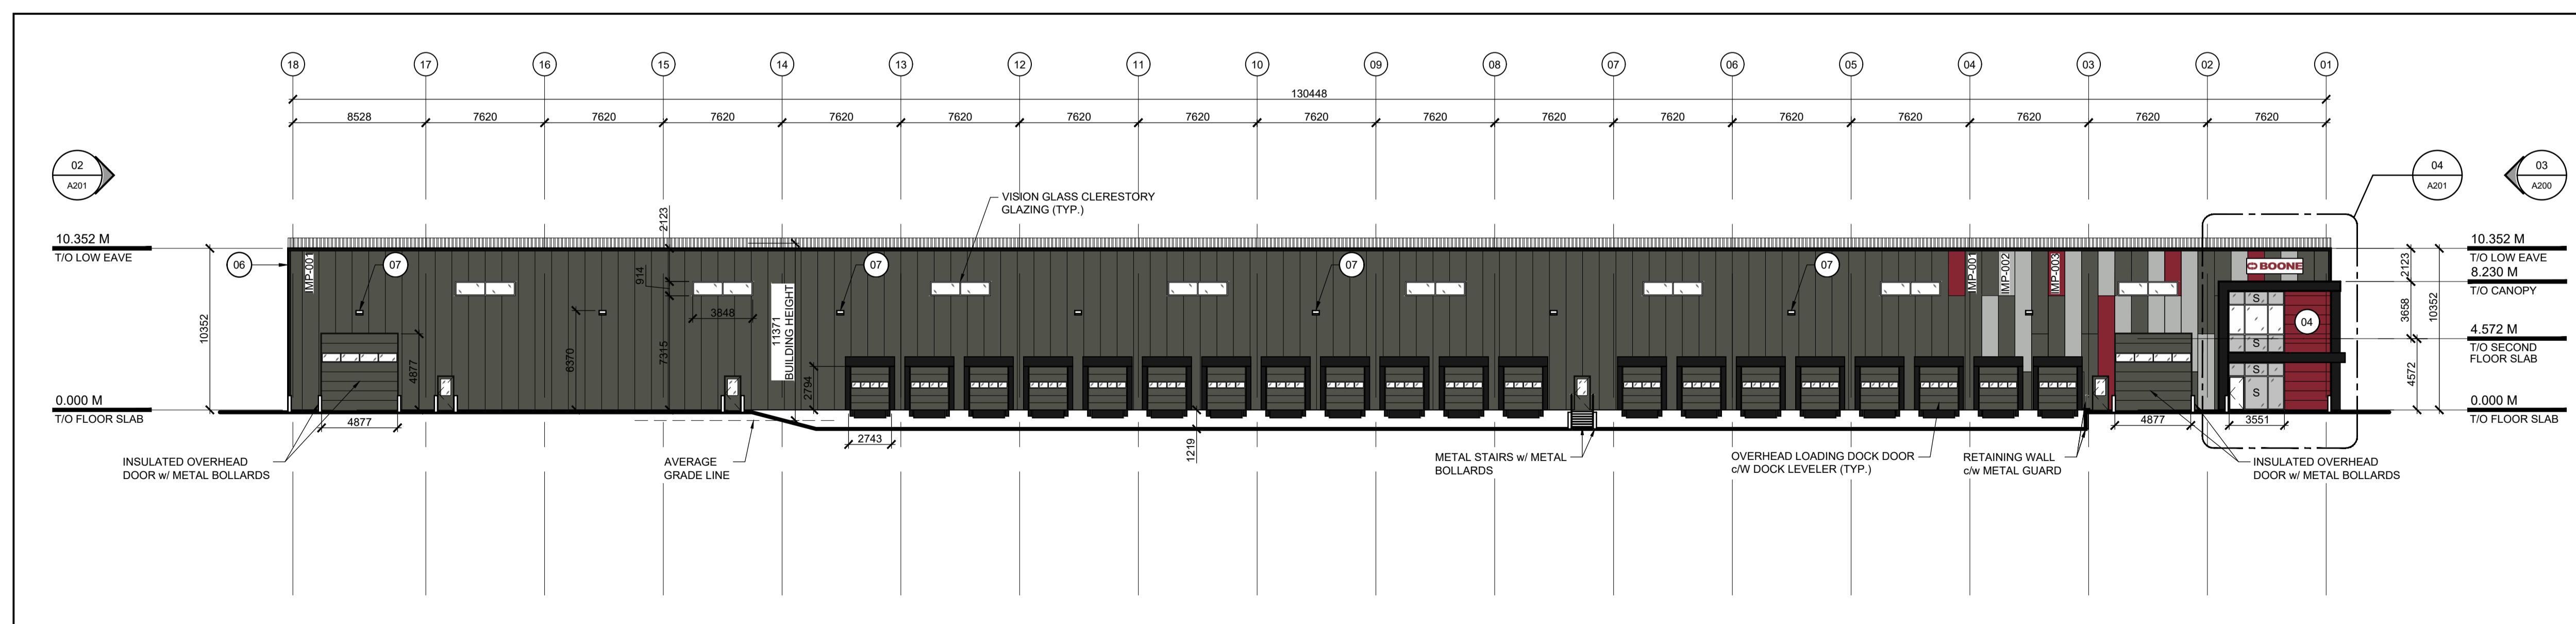 18 17 16 15 14 13 12 11 10 09 08 07 06 05 04 03 02 01
130448
8528 7620 7620 7620 7620 7620 7620 7620 7620 7620 7620 7620 7620 7620 7620 7620 7620
02
A201
04
A201
03
A200
VISION GLASS CLERESTORY
GLAZING (TYP.)
2123
10.352 M
T/O LOW EAVE
10.352 M
T/O LOW EAVE
06
IMP-001
07
07
07
07
IMP-001
IMP-002
IMP-003
BOONE
2123
8.230 M
T/O CANOPY
914
3848
11371
BUILDING HEIGHT
10352
6370
7315
4877
2794
S
S
S
S
04
3658
10352
4.572 M
T/O SECOND
FLOOR SLAB
4572
0.000 M
T/O FLOOR SLAB
0.000 M
T/O FLOOR SLAB
4877
2743
1219
4877
3551
INSULATED OVERHEAD
DOOR w/ METAL BOLLARDS
AVERAGE
GRADE LINE
METAL STAIRS w/ METAL
BOLLARDS
OVERHEAD LOADING DOCK DOOR
c/W DOCK LEVELER (TYP.)
RETAINING WALL
c/w METAL GUARD
INSULATED OVERHEAD
DOOR w/ METAL BOLLARDS